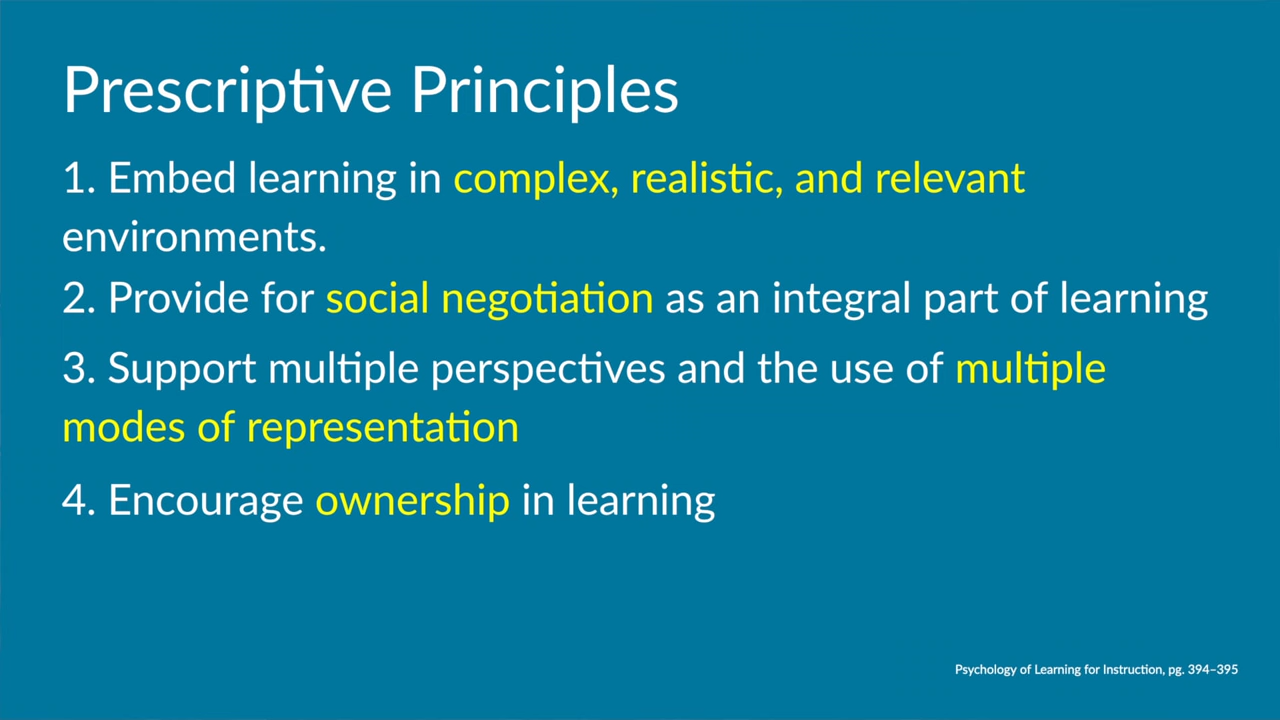 Prescriptive Principles
1. Embed learning in complex, realistic, and relevant
environments.
2. Provide for social negotiation as an integral part of learning
3. Support multiple perspectives and the use of multiple
modes of representation
4. Encourage ownership in learning
Psychology of Learning for Instruction, pg. 394–395